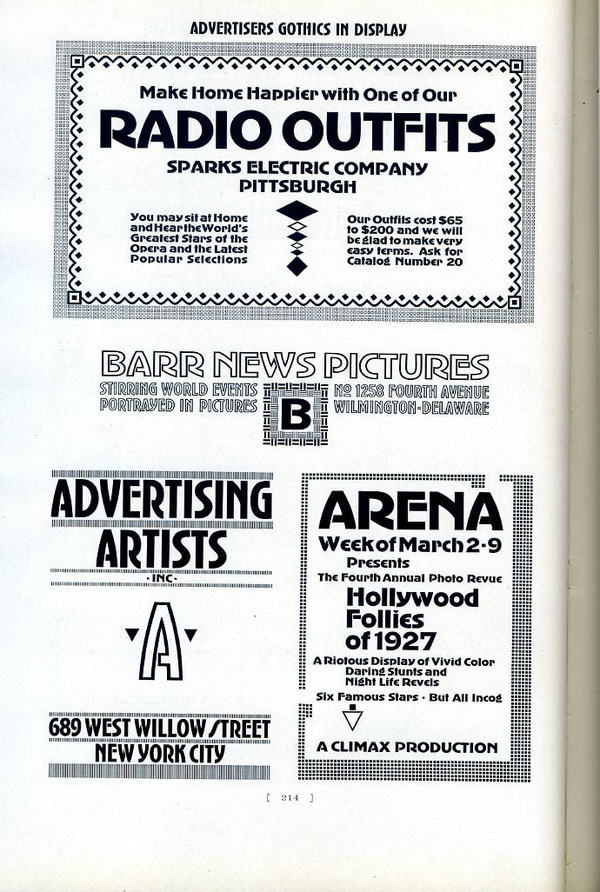 ADVERTISERS GOTHICS IN DISPLAY
Make Home Happier with One of Our
RADIO OUTFITS
SPARKS ELECTRIC COMPANY
PITTSBURGH
You may sit at Home
and Hear the World's
Greatest Stars of the
Opera and the Latest
Popular Selections
Our Outfits cost $65
to $200 and we will
be glad to make very
easy terms. Ask for
Catalog Number 20
BARR NEWS PICTURES
STIRRING WORLD EVENTS
PORTRAYED IN PICTURES
B
No 1258 FOURTH AVENUE
WILMINGTON·DELAWARE
ADVERTISING
ARTISTS
·INC·
A
689 WEST WILLOW STREET
NEW YORK CITY
ARENA
Week of March 2-9
Presents
The Fourth Annual Photo Revue
Hollywood
Follies
of 1927
A Riotous Display of Vivid Color
Daring Stunts and
Night Life Revels
Six Famous Stars · But All Incog
A CLIMAX PRODUCTION
[ 214 ]